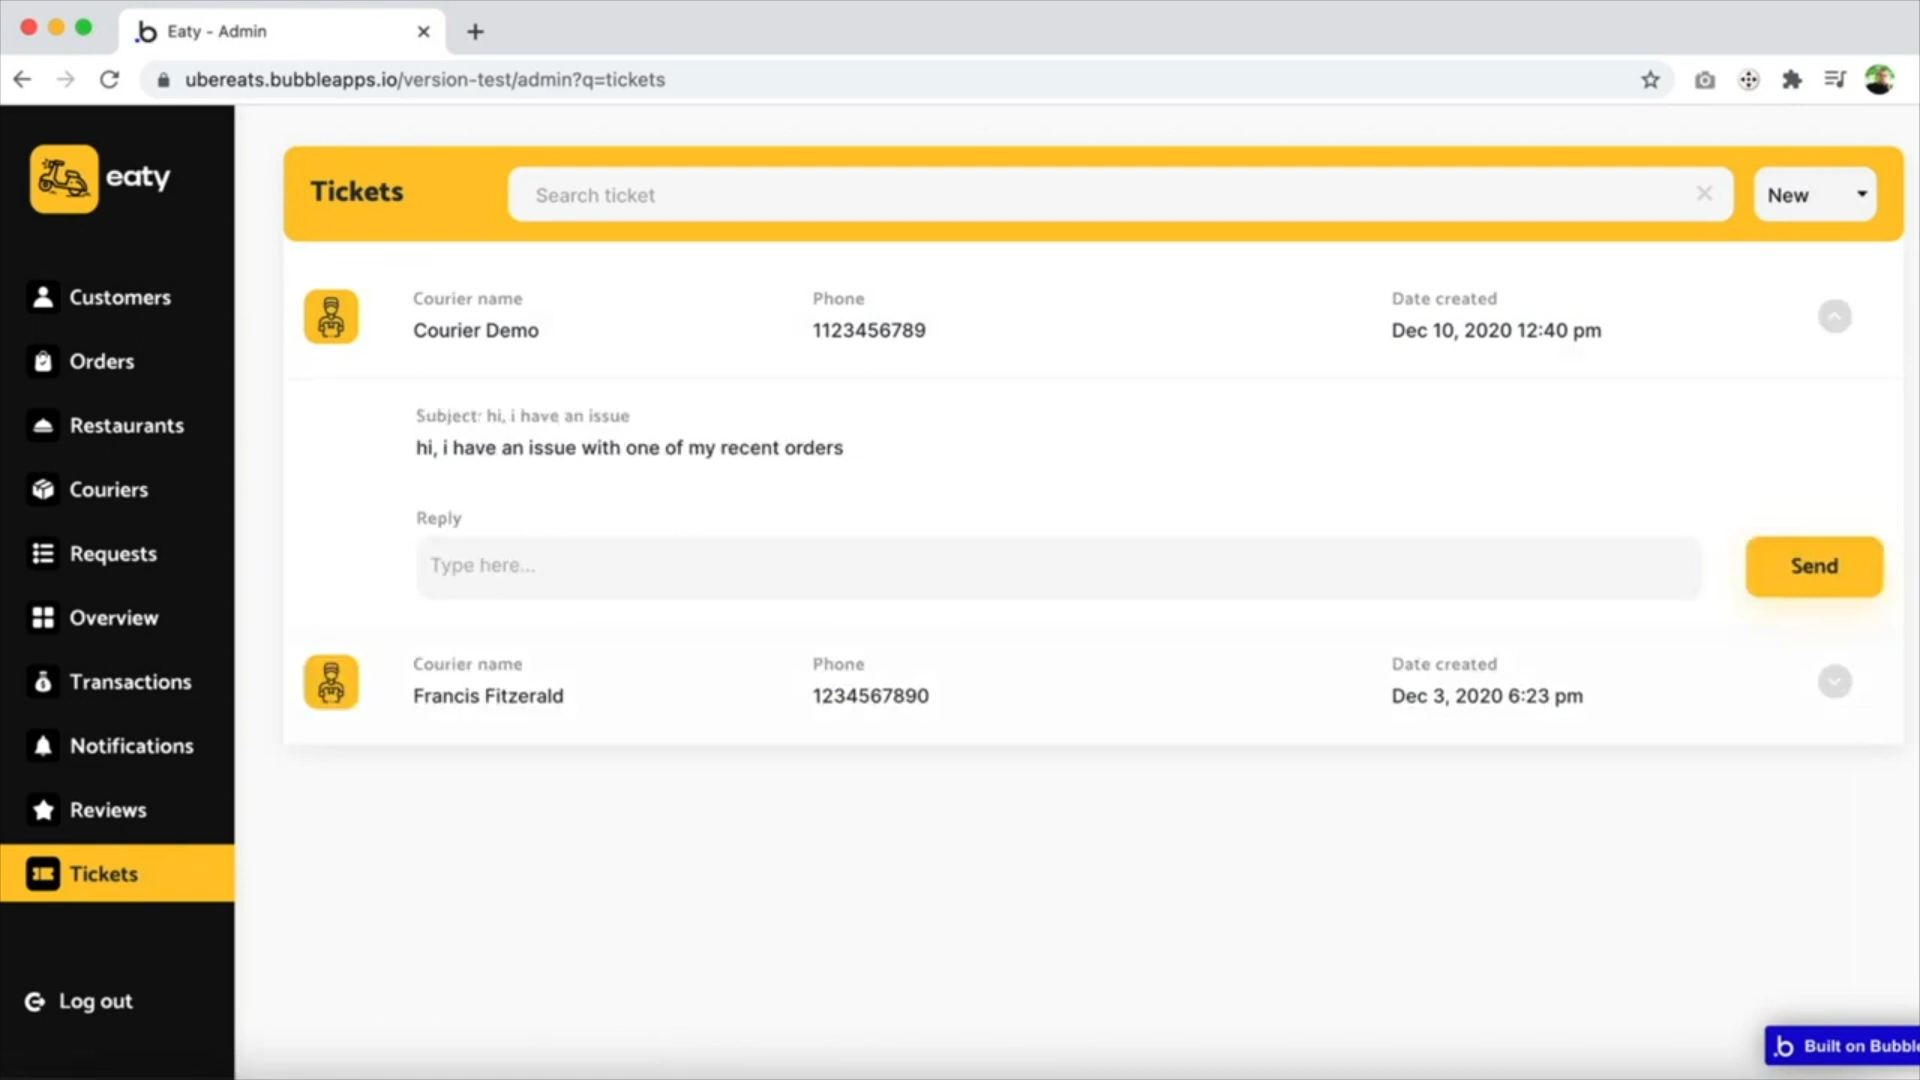 Eaty - Admin
ubereats.bubbleapps.io/version-test/admin?q=tickets
eaty
Customers
Orders
Restaurants
Couriers
Requests
Overview
Transactions
Notifications
Reviews
Tickets
Log out
Tickets
Search ticket
New
Courier name
Courier Demo
Phone
1123456789
Date created
Dec 10, 2020 12:40 pm
Subject: hi, i have an issue
hi, i have an issue with one of my recent orders
Reply
Type here...
Send
Courier name
Francis Fitzerald
Phone
1234567890
Date created
Dec 3, 2020 6:23 pm
Built on Bubble